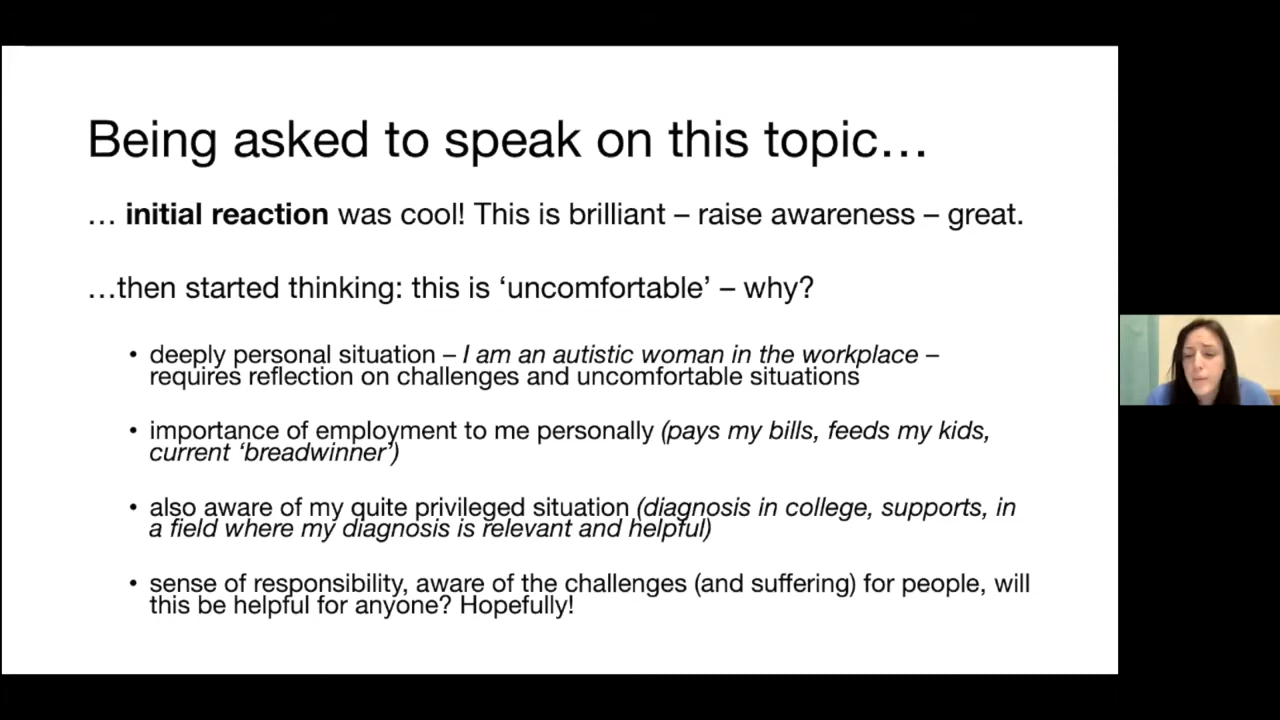 Being asked to speak on this topic…
… initial reaction was cool! This is brilliant – raise awareness – great.
…then started thinking: this is ‘uncomfortable’ – why?
• deeply personal situation – I am an autistic woman in the workplace –
requires reflection on challenges and uncomfortable situations
• importance of employment to me personally (pays my bills, feeds my kids,
current ‘breadwinner’)
• also aware of my quite privileged situation (diagnosis in college, supports, in
a field where my diagnosis is relevant and helpful)
• sense of responsibility, aware of the challenges (and suffering) for people, will
this be helpful for anyone? Hopefully!